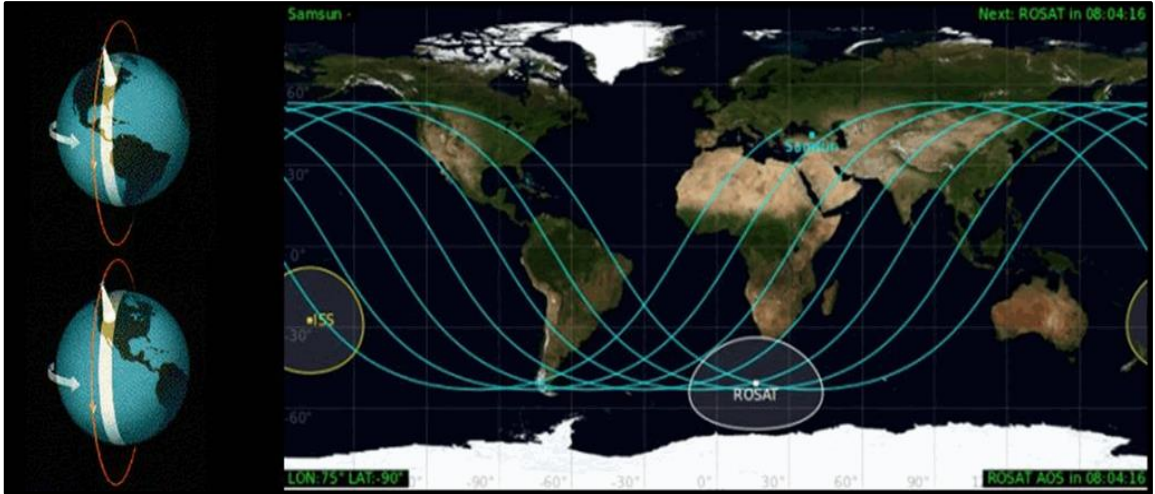 Samsun -
Next: ROSAT in 08:04:16
60°
Samsun
30°
0°
ISS
-30°
ROSAT
-60°
LON:75° LAT:-90°
-90°
-60°
-30°
0°
30°
60°
90°
ROSAT AOS in 08:04:16